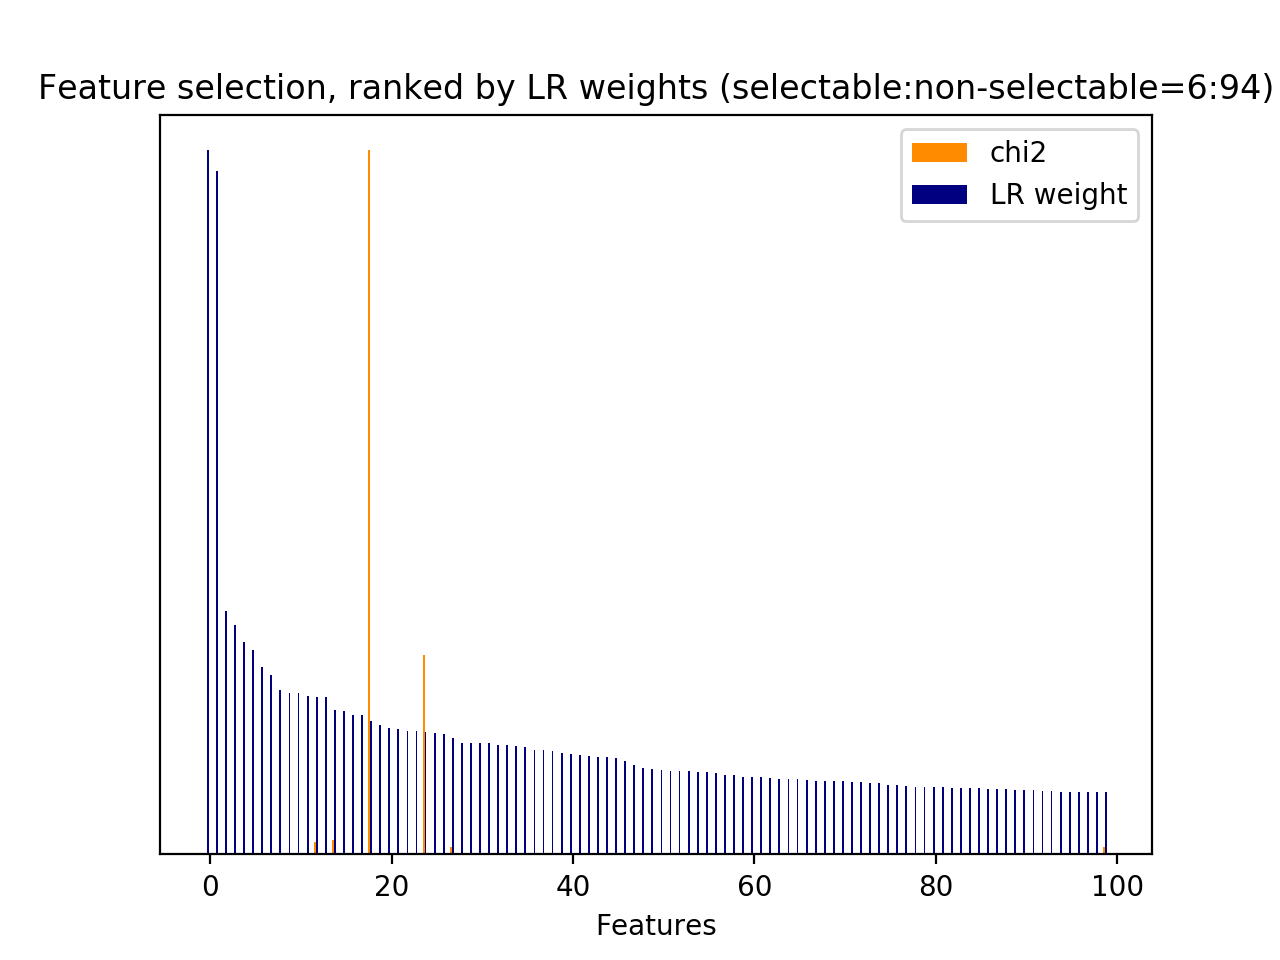 Feature selection, ranked by LR weights (selectable:non-selectable=6:94)
chi2
LR weight
0 20 40 60 80 100
Features